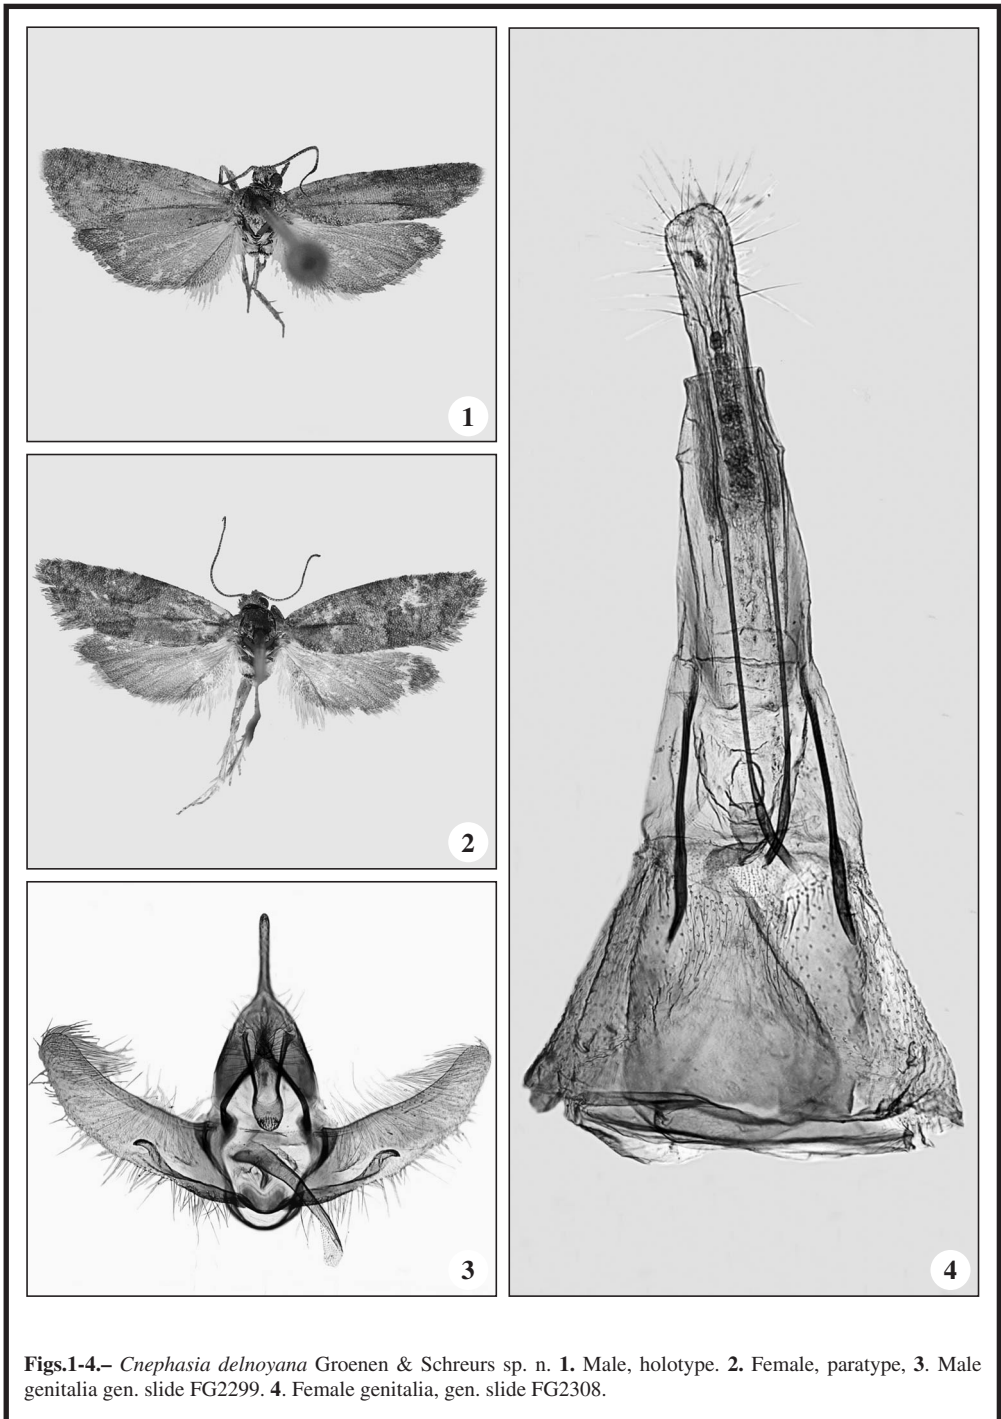 1
2
3
4
Figs.1-4.– Cnephasia delnoyana Groenen & Schreurs sp. n. 1. Male, holotype. 2. Female, paratype, 3. Male
genitalia gen. slide FG2299. 4. Female genitalia, gen. slide FG2308.